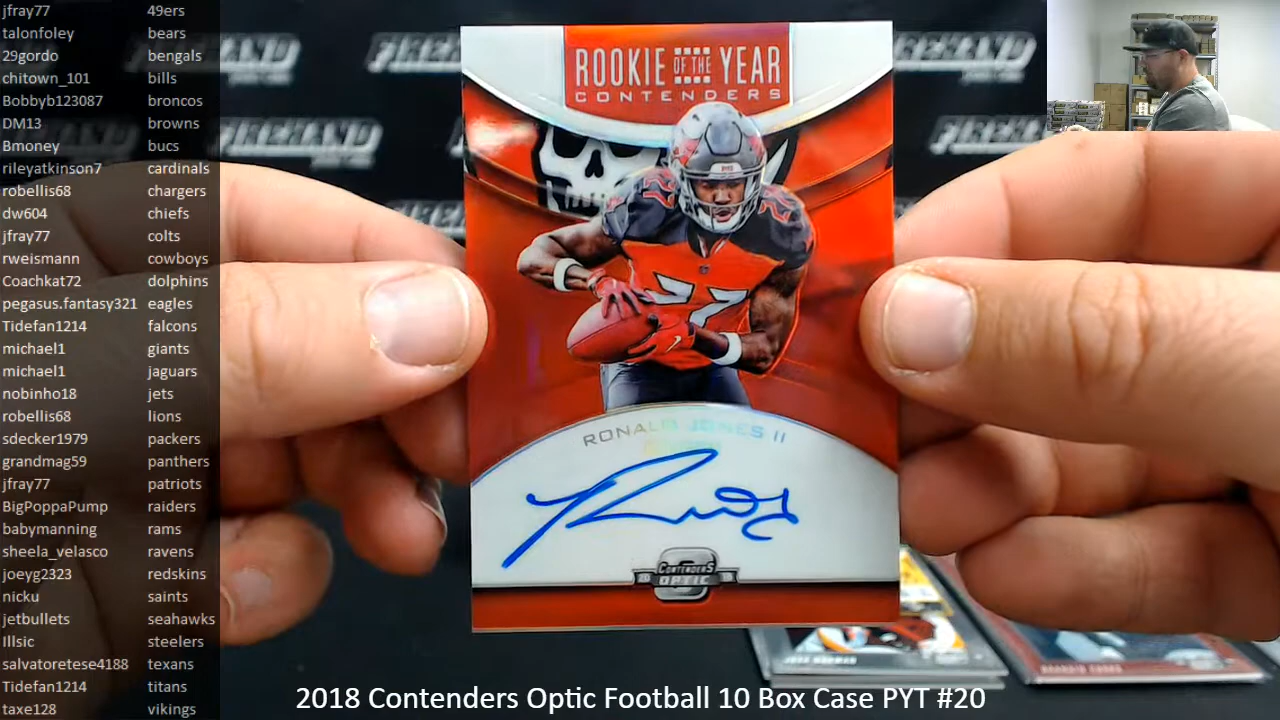 jfray77 49ers
talonfoley bears
29gordo bengals
chitown_101 bills
Bobbyb123087 broncos
DM13 browns
Bmoney bucs
rileyatkinson7 cardinals
robellis68 chargers
dw604 chiefs
jfray77 colts
rweismann cowboys
Coachkat72 dolphins
pegasus.fantasy321 eagles
Tidefan1214 falcons
michael1 giants
michael1 jaguars
nobinho18 jets
robellis68 lions
sdecker1979 packers
grandmag59 panthers
jfray77 patriots
BigPoppaPump raiders
babymanning rams
sheela_velasco ravens
joeyg2323 redskins
nicku saints
jetbullets seahawks
Illsic steelers
salvatoretese4188 texans
Tidefan1214 titans
taxe128 vikings
ROOKIE OF THE YEAR
CONTENDERS
27
RONALD JONES II
CONTENDERS
OPTIC
FIREHAND
2018 Contenders Optic Football 10 Box Case PYT #20